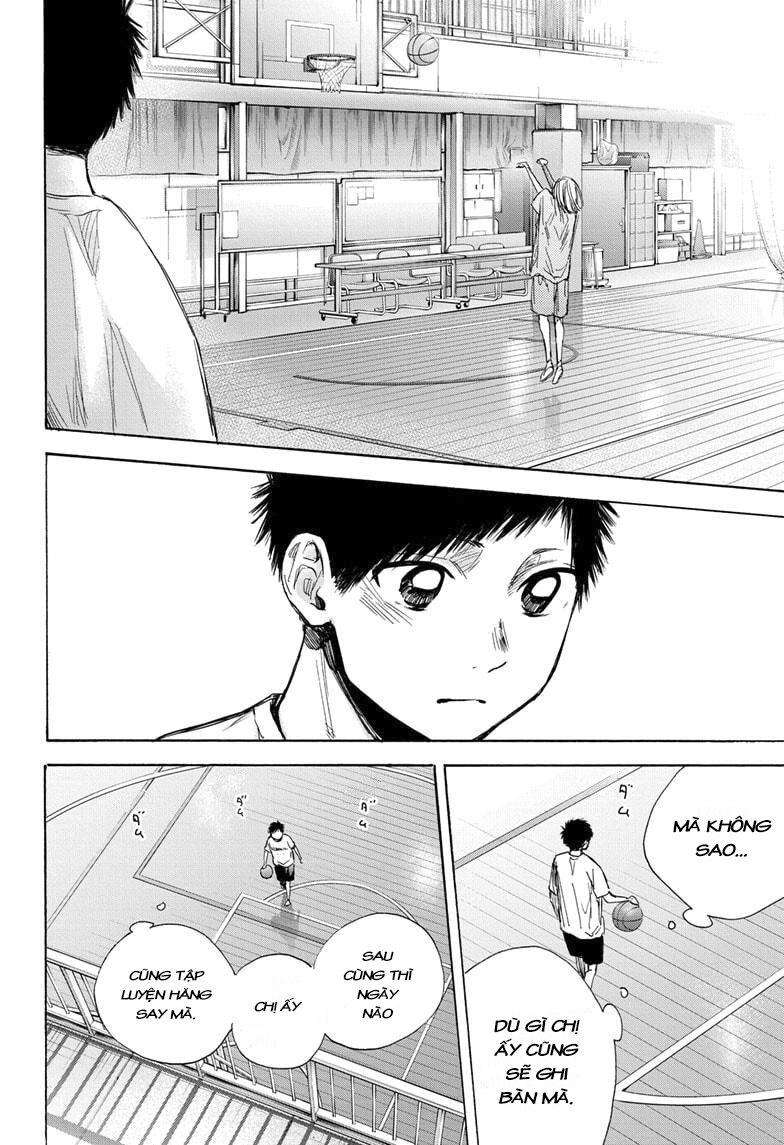 MÀ KHÔNG
SAO...
DÙ GÌ CHỊ
ẤY CŨNG
SẼ GHI
BÀN MÀ.
SAU
CÙNG THÌ
NGÀY
NÀO
CHỊ ẤY
CŨNG TẬP
LUYỆN HĂNG
SAY MÀ.